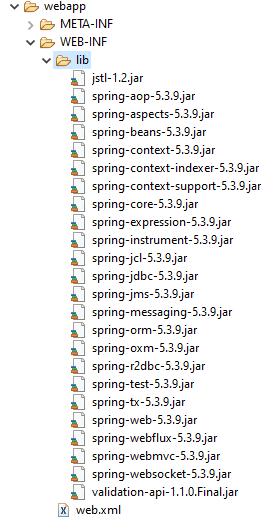 webapp
META-INF
WEB-INF
lib
jstl-1.2.jar
spring-aop-5.3.9.jar
spring-aspects-5.3.9.jar
spring-beans-5.3.9.jar
spring-context-5.3.9.jar
spring-context-indexer-5.3.9.jar
spring-context-support-5.3.9.jar
spring-core-5.3.9.jar
spring-expression-5.3.9.jar
spring-instrument-5.3.9.jar
spring-jcl-5.3.9.jar
spring-jdbc-5.3.9.jar
spring-jms-5.3.9.jar
spring-messaging-5.3.9.jar
spring-orm-5.3.9.jar
spring-oxm-5.3.9.jar
spring-r2dbc-5.3.9.jar
spring-test-5.3.9.jar
spring-tx-5.3.9.jar
spring-web-5.3.9.jar
spring-webflux-5.3.9.jar
spring-webmvc-5.3.9.jar
spring-websocket-5.3.9.jar
validation-api-1.1.0.Final.jar
web.xml